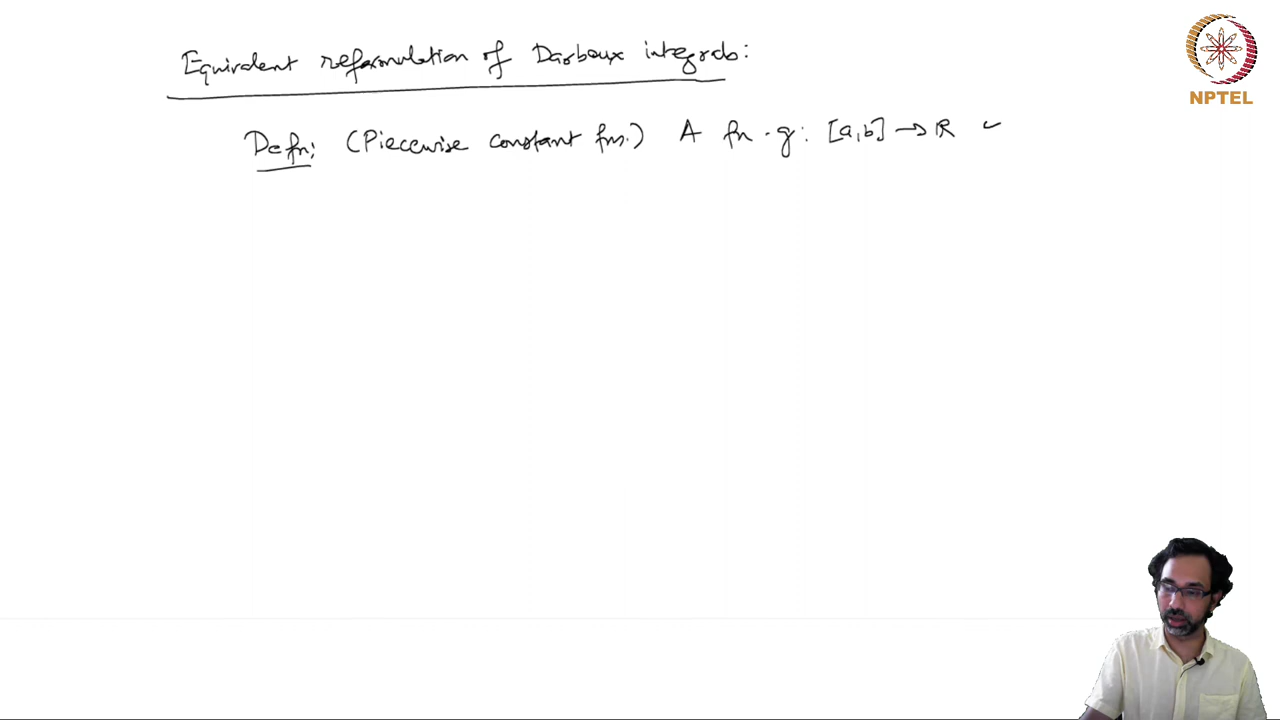 Equivalent reformulation of Darboux integrals:
Defn: (Piecewise constant fns.) A fn. g: [a,b] → ℝ
NPTEL